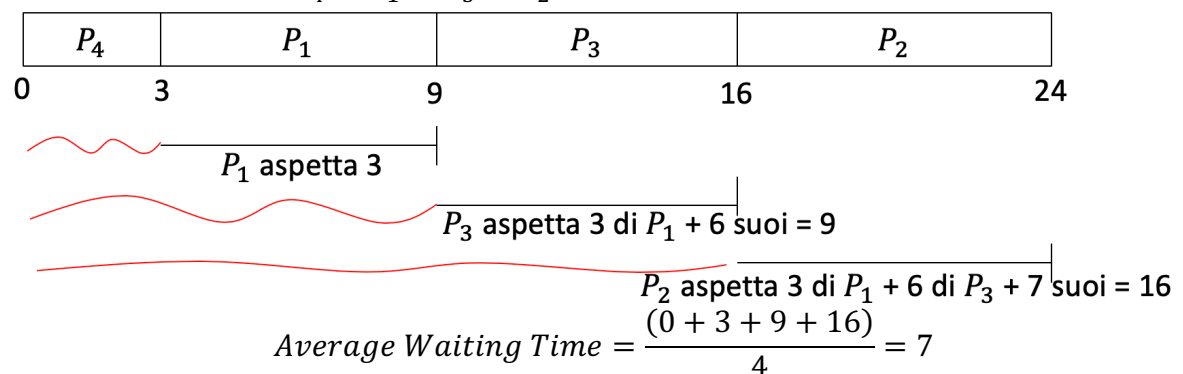 P₄ P₁ P₃ P₂
0 3 9 16 24
P₁ aspetta 3
P₃ aspetta 3 di P₁ + 6 suoi = 9
P₂ aspetta 3 di P₁ + 6 di P₃ + 7 suoi = 16
Average Waiting Time = (0 + 3 + 9 + 16) / 4 = 7